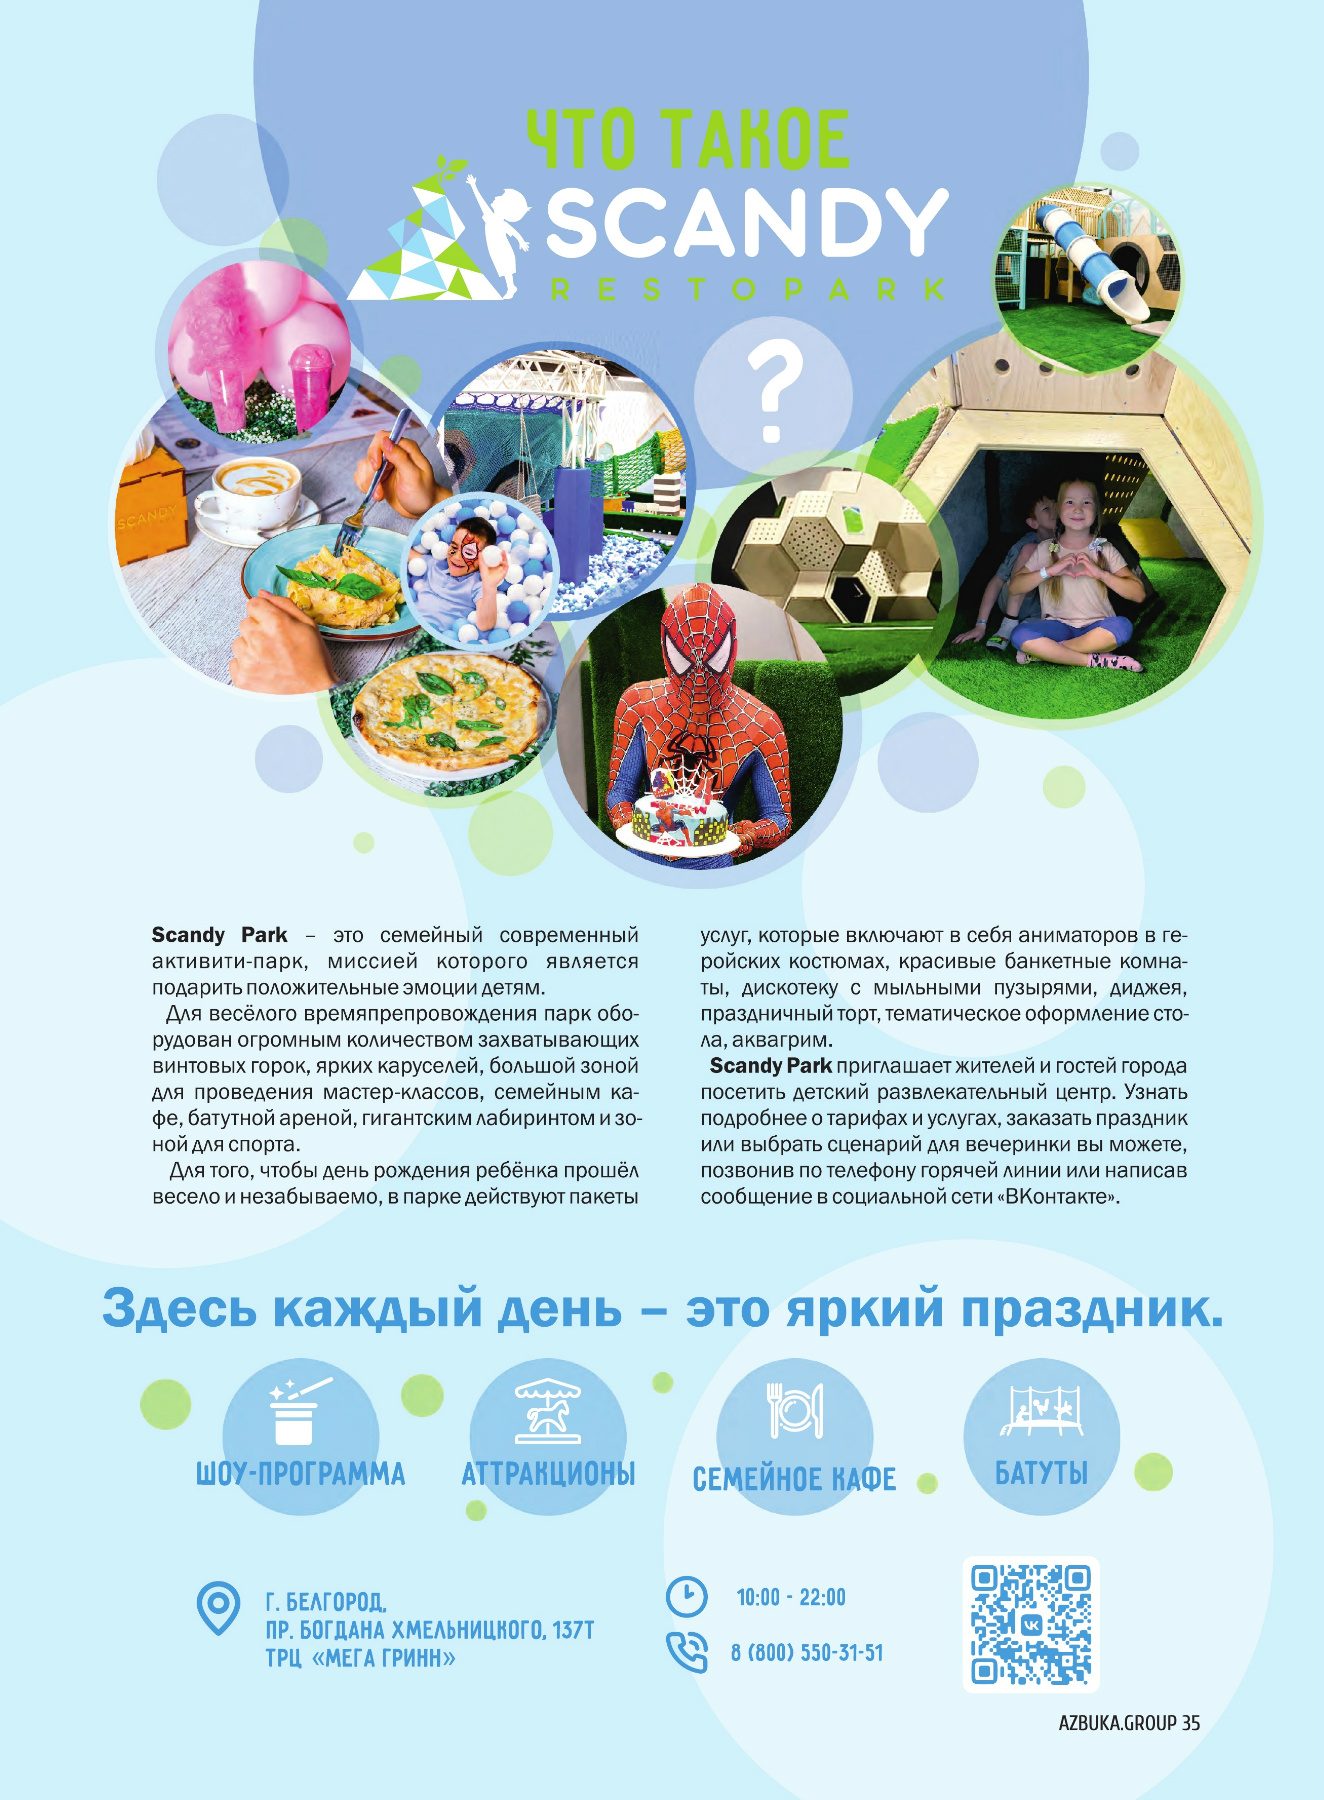 ЧТО ТАКОЕ
SCANDY
RESTOPARK
?
SCANDY
Scandy Park – это семейный современный
активити-парк, миссией которого является
подарить положительные эмоции детям.
Для весёлого времяпрепровождения парк обо-
рудован огромным количеством захватывающих
винтовых горок, ярких каруселей, большой зоной
для проведения мастер-классов, семейным ка-
фе, батутной ареной, гигантским лабиринтом и зо-
ной для спорта.
Для того, чтобы день рождения ребёнка прошёл
весело и незабываемо, в парке действуют пакеты
услуг, которые включают в себя аниматоров в ге-
ройских костюмах, красивые банкетные комна-
ты, дискотеку с мыльными пузырями, диджея,
праздничный торт, тематическое оформление сто-
ла, аквагрим.
Scandy Park приглашает жителей и гостей города
посетить детский развлекательный центр. Узнать
подробнее о тарифах и услугах, заказать праздник
или выбрать сценарий для вечеринки вы можете,
позвонив по телефону горячей линии или написав
сообщение в социальной сети «ВКонтакте».
Здесь каждый день – это яркий праздник.
ШОУ-ПРОГРАММА
АТТРАКЦИОНЫ
СЕМЕЙНОЕ КАФЕ
БАТУТЫ
Г. БЕЛГОРОД,
ПР. БОГДАНА ХМЕЛЬНИЦКОГО, 137Т
ТРЦ «МЕГА ГРИНН»
10:00 - 22:00
8 (800) 550-31-51
AZBUKA.GROUP 35